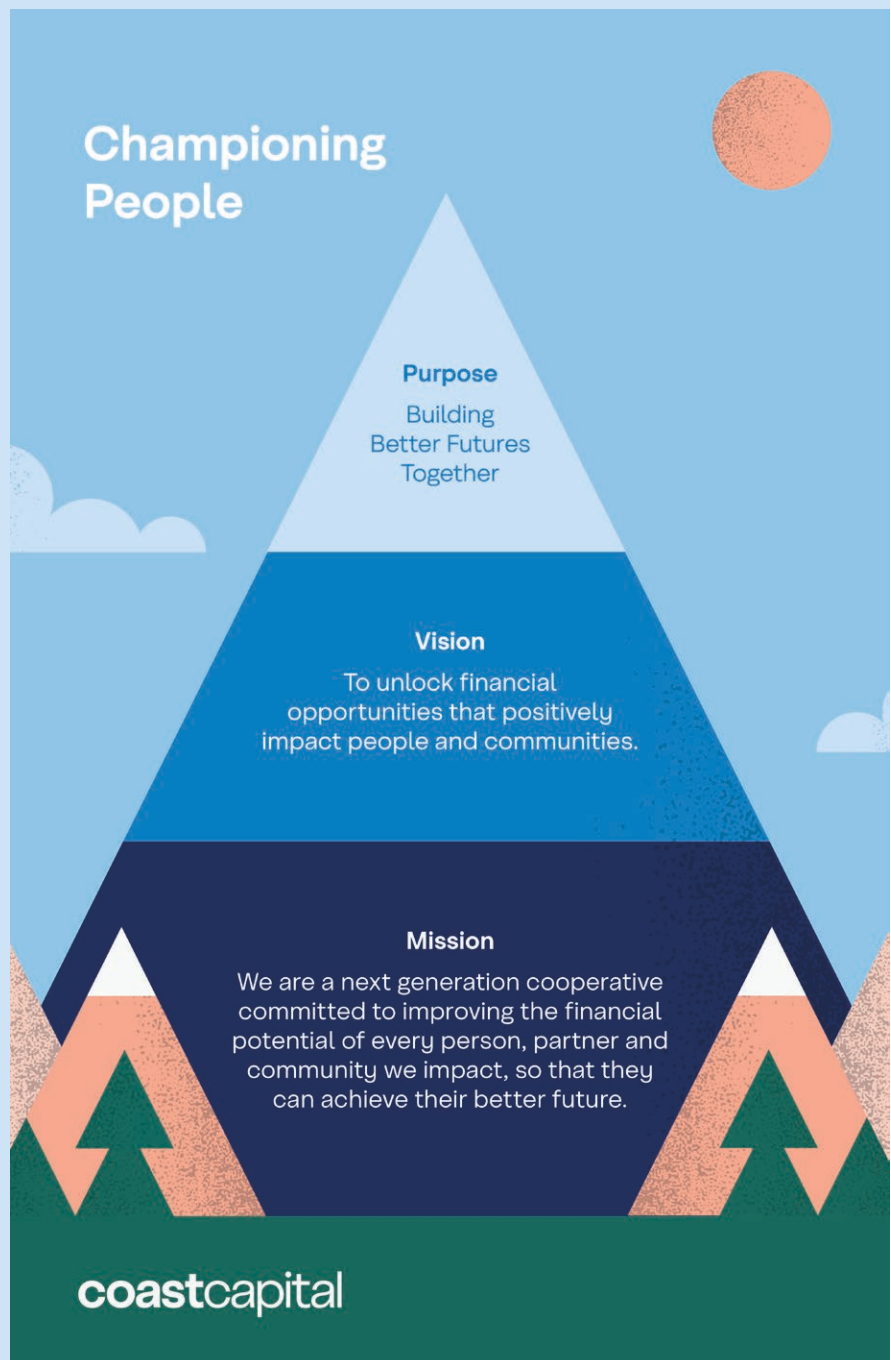 Championing
People
Purpose
Building
Better Futures
Together
Vision
To unlock financial
opportunities that positively
impact people and communities.
Mission
We are a next generation cooperative
committed to improving the financial
potential of every person, partner and
community we impact, so that they
can achieve their better future.
coastcapital